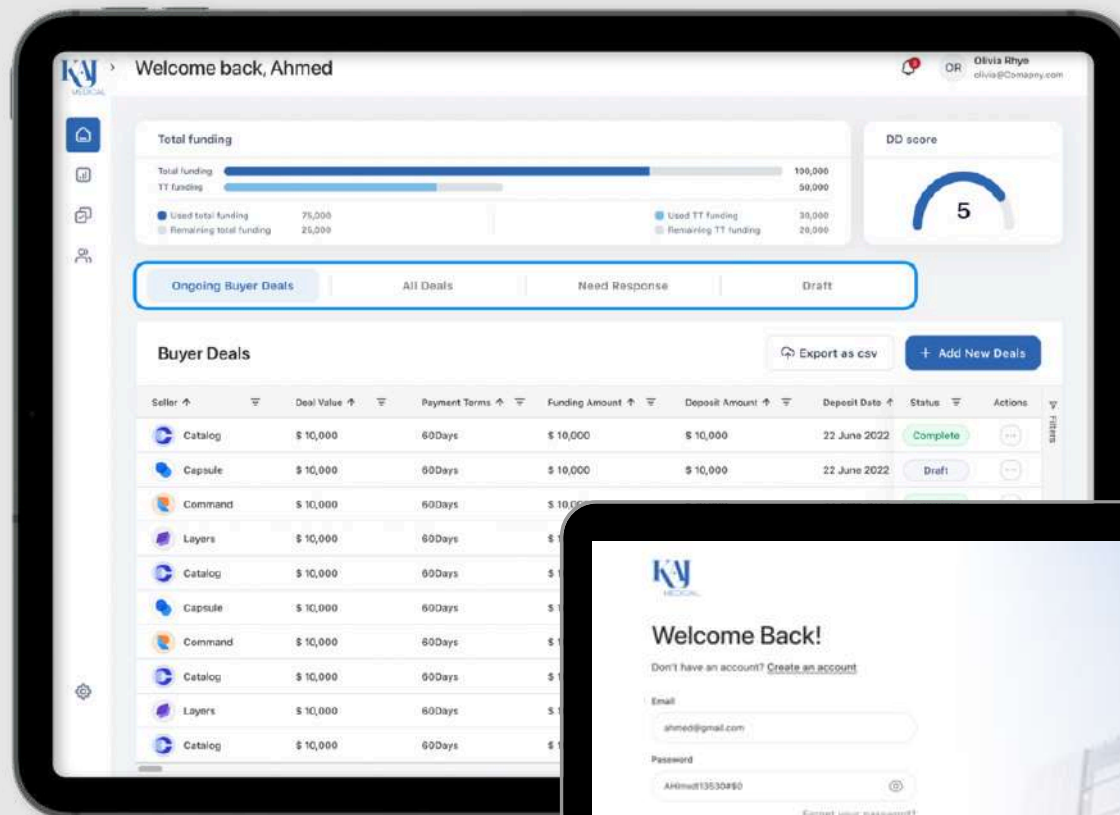 KAJ
MEDICAL
Welcome back, Ahmed
OR
Olivia Rhye
olivia@Comapny.com
Total funding
Total funding 100,000
TT funding 50,000
Used total funding 75,000
Remaining total funding 25,000
Used TT funding 30,000
Remaining TT funding 20,000
DD score
5
Ongoing Buyer Deals All Deals Need Response Draft
Buyer Deals
Export as csv
+ Add New Deals
Seller Deal Value Payment Terms Funding Amount Deposit Amount Deposit Date Status Actions
Filters
Catalog $ 10,000 60Days $ 10,000 $ 10,000 22 June 2022 Complete
Capsule $ 10,000 60Days $ 10,000 $ 10,000 22 June 2022 Draft
Command $ 10,000 60Days
Layers $ 10,000 60Days
Catalog $ 10,000 60Days
Capsule $ 10,000 60Days
Command $ 10,000 60Days
Catalog $ 10,000 60Days
Layers $ 10,000 60Days
Catalog $ 10,000 60Days
KAJ
MEDICAL
Welcome Back!
Don't have an account? Create an account
Email
ahmed@gmail.com
Password
Forget your password?